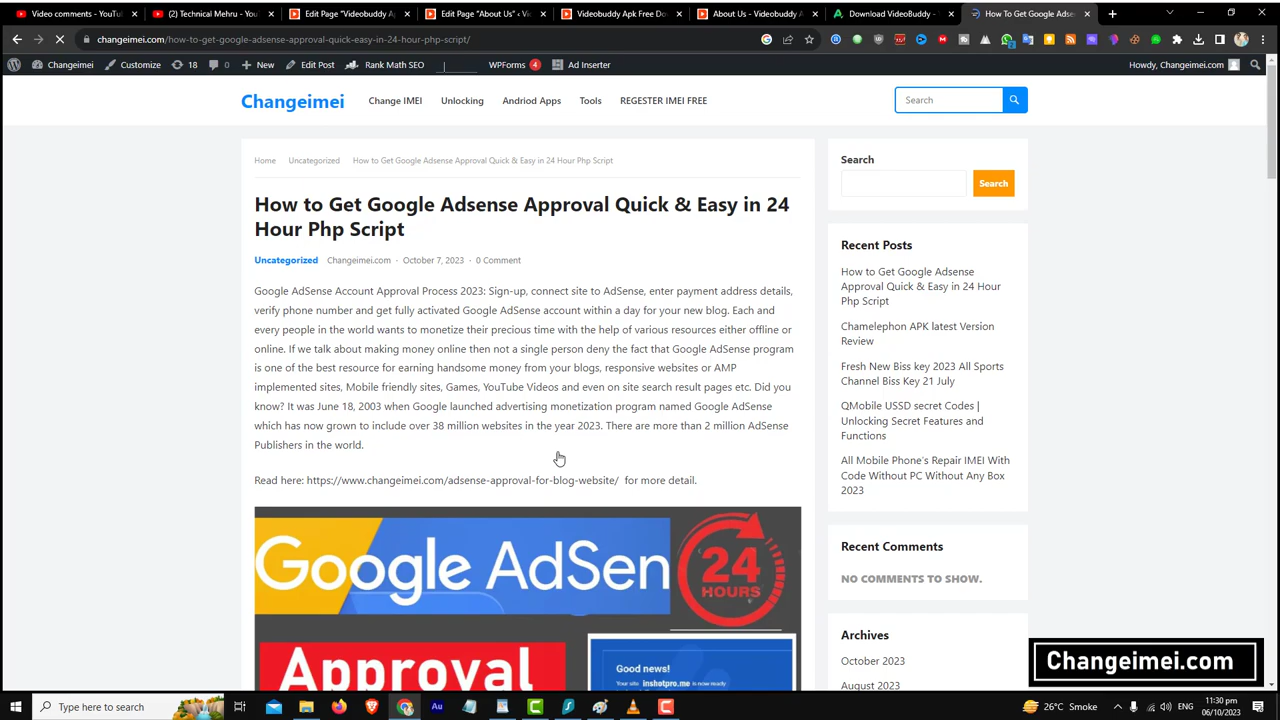 Video comments - YouTu
(2) Technical Mehru - You
Edit Page "Videobuddy Ap
Edit Page "About Us" ‹ V
Videobuddy Apk Free Do
About Us - Videobuddy A
Download VideoBuddy -
How To Get Google Adse
changeimei.com/how-to-get-google-adsense-approval-quick-easy-in-24-hour-php-script/
Changeimei Customize 18 0 New Edit Post Rank Math SEO WPForms 4 Ad Inserter Howdy, Changeimei.com
Changeimei Change IMEI Unlocking Andriod Apps Tools REGESTER IMEI FREE Search
Home Uncategorized How to Get Google Adsense Approval Quick & Easy in 24 Hour Php Script
How to Get Google Adsense Approval Quick & Easy in 24
Hour Php Script
Uncategorized Changeimei.com · October 7, 2023 · 0 Comment
Google AdSense Account Approval Process 2023: Sign-up, connect site to AdSense, enter payment address details,
verify phone number and get fully activated Google AdSense account within a day for your new blog. Each and
every people in the world wants to monetize their precious time with the help of various resources either offline or
online. If we talk about making money online then not a single person deny the fact that Google AdSense program
is one of the best resource for earning handsome money from your blogs, responsive websites or AMP
implemented sites, Mobile friendly sites, Games, YouTube Videos and even on site search result pages etc. Did you
know? It was June 18, 2003 when Google launched advertising monetization program named Google AdSense
which has now grown to include over 38 million websites in the year 2023. There are more than 2 million AdSense
Publishers in the world.
Read here: https://www.changeimei.com/adsense-approval-for-blog-website/ for more detail.
Google AdSen
24
HOURS
Approval
Good news!
Your site inshotpro.me is now ready
Search
Search
Recent Posts
How to Get Google Adsense
Approval Quick & Easy in 24 Hour
Php Script
Chamelephon APK latest Version
Review
Fresh New Biss key 2023 All Sports
Channel Biss Key 21 July
QMobile USSD secret Codes |
Unlocking Secret Features and
Functions
All Mobile Phone's Repair IMEI With
Code Without PC Without Any Box
2023
Recent Comments
NO COMMENTS TO SHOW.
Archives
October 2023
August 2023
Changeimei.com
Type here to search
Au
26°C Smoke
ENG
11:30 pm
06/10/2023